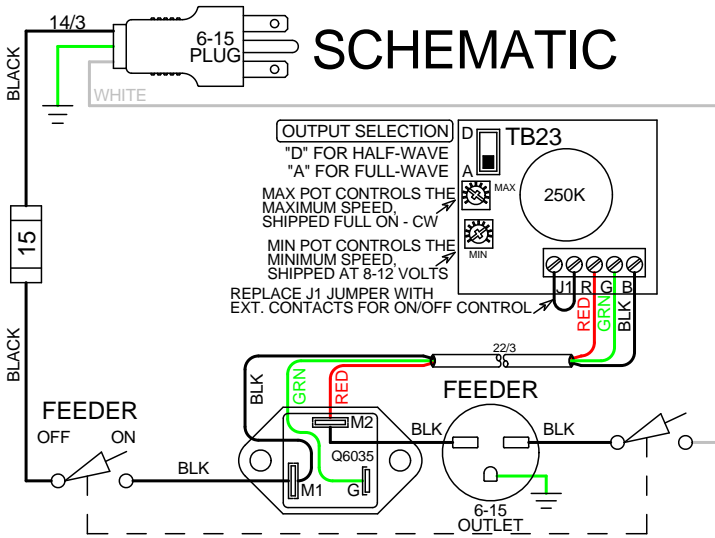 14/3
6-15
PLUG
SCHEMATIC
BLACK
WHITE
OUTPUT SELECTION
"D" FOR HALF-WAVE
"A" FOR FULL-WAVE
D
A
TB23
MAX
250K
MAX POT CONTROLS THE
MAXIMUM SPEED,
SHIPPED FULL ON - CW
MIN POT CONTROLS THE
MINIMUM SPEED,
SHIPPED AT 8-12 VOLTS
MIN
REPLACE J1 JUMPER WITH
EXT. CONTACTS FOR ON/OFF CONTROL
J1 R G B
RED
GRN
BLK
15
BLACK
22/3
BLK
GRN
RED
FEEDER
OFF ON
BLK
M2
Q6035
M1
G
FEEDER
BLK
BLK
6-15
OUTLET